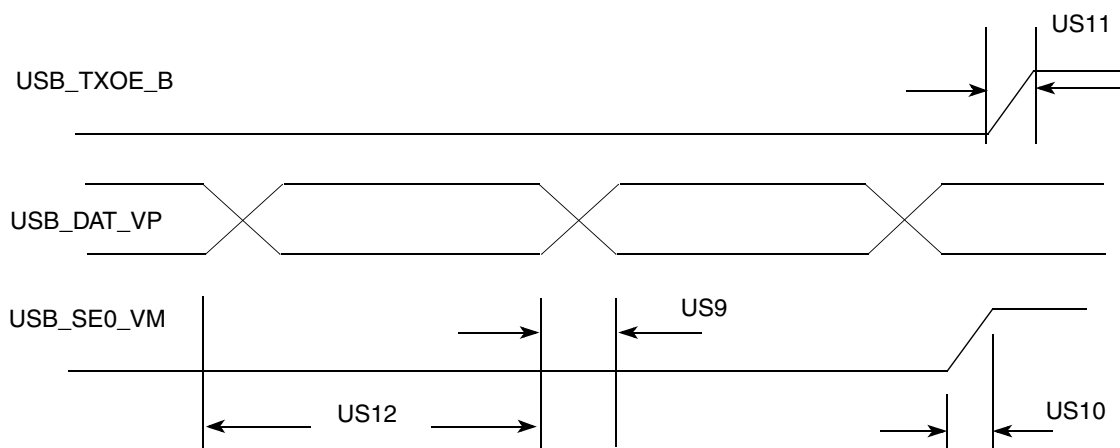 US11
USB_TXOE_B
USB_DAT_VP
USB_SE0_VM
US9
US12
US10